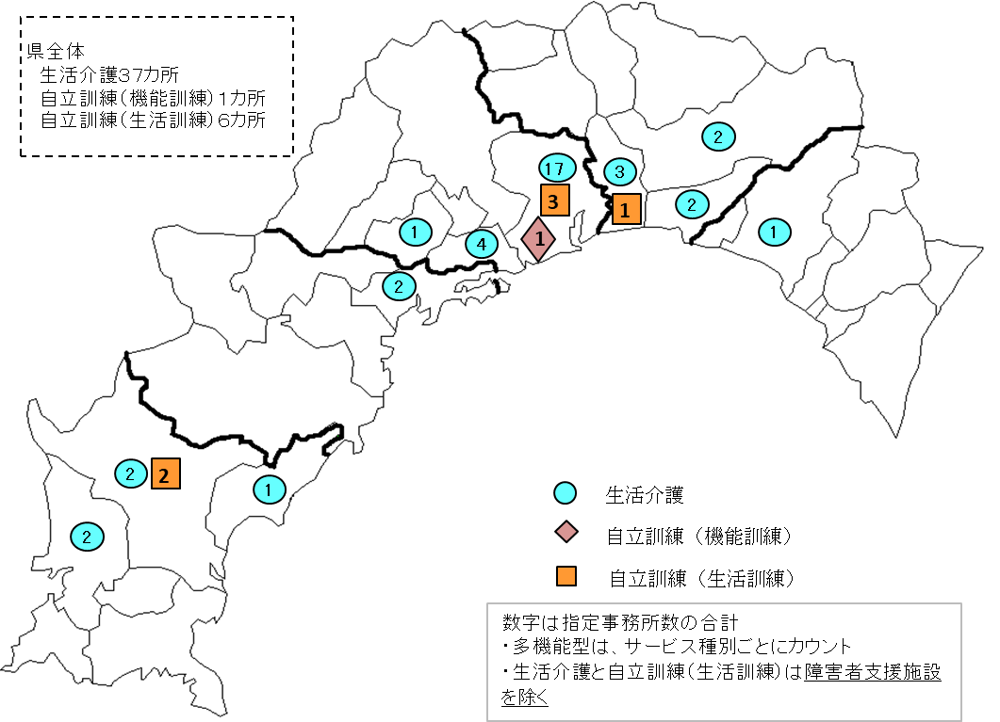 県全体
生活介護37カ所
自立訓練(機能訓練)1カ所
自立訓練(生活訓練)6カ所
2
17
3
3
2
1
1
1
4
1
1
2
2
2
1
2
生活介護
自立訓練（機能訓練）
自立訓練（生活訓練）
数字は指定事務所数の合計
・多機能型は、サービス種別ごとにカウント
・生活介護と自立訓練(生活訓練)は障害者支援施設
を除く